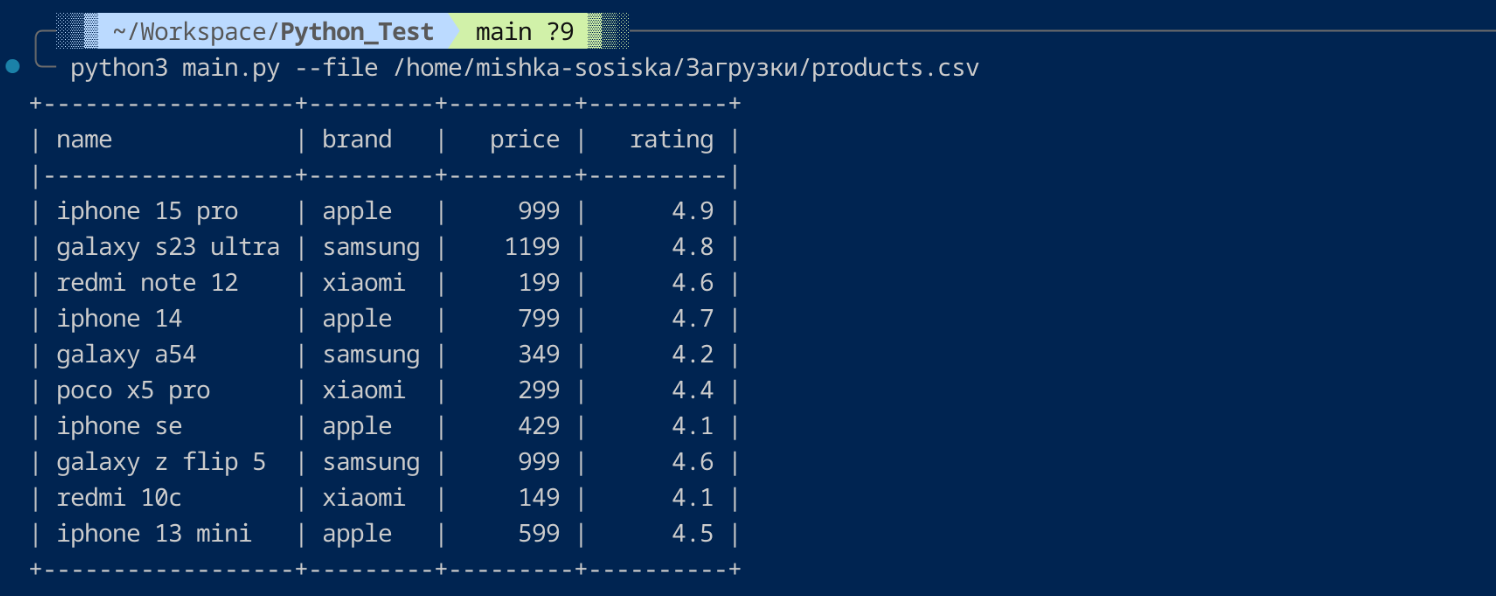 ~/Workspace/Python_Test main ?9
python3 main.py --file /home/mishka-sosiska/Загрузки/products.csv
+------------------+---------+---------+----------+
| name             | brand   |   price |   rating |
|------------------+---------+---------+----------|
| iphone 15 pro    | apple   |     999 |      4.9 |
| galaxy s23 ultra | samsung |    1199 |      4.8 |
| redmi note 12    | xiaomi  |     199 |      4.6 |
| iphone 14        | apple   |     799 |      4.7 |
| galaxy a54       | samsung |     349 |      4.2 |
| poco x5 pro      | xiaomi  |     299 |      4.4 |
| iphone se        | apple   |     429 |      4.1 |
| galaxy z flip 5  | samsung |     999 |      4.6 |
| redmi 10c        | xiaomi  |     149 |      4.1 |
| iphone 13 mini   | apple   |     599 |      4.5 |
+------------------+---------+---------+----------+